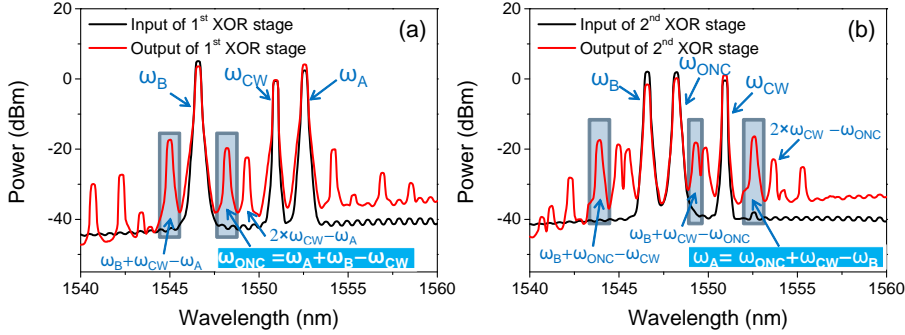 Input of 1st XOR stage
Output of 1st XOR stage
(a)
ωB
ωCW
ωA
2×ωCW−ωA
ωB+ωCW−ωA
ωONC =ωA+ωB−ωCW
20
0
-20
-40
Power (dBm)
1540 1545 1550 1555 1560
Wavelength (nm)
Input of 2nd XOR stage
Output of 2nd XOR stage
(b)
ωB
ωONC
ωCW
2×ωCW−ωONC
ωB+ωCW−ωONC
ωB+ωONC−ωCW
ωA= ωONC+ωCW−ωB
20
0
-20
-40
Power (dBm)
1540 1545 1550 1555 1560
Wavelength (nm)